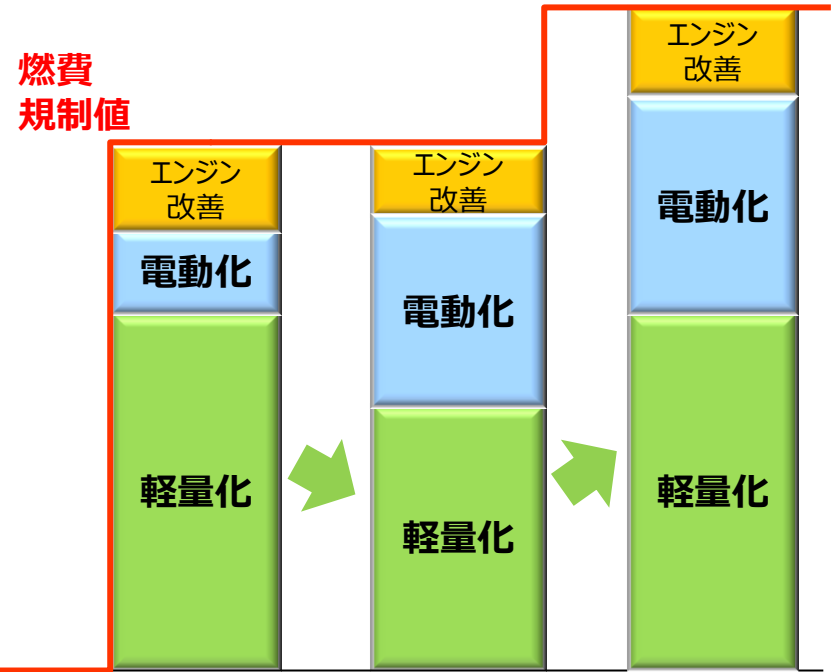 燃費
規制値
エンジン
改善
電動化
軽量化
エンジン
改善
電動化
軽量化
エンジン
改善
電動化
軽量化